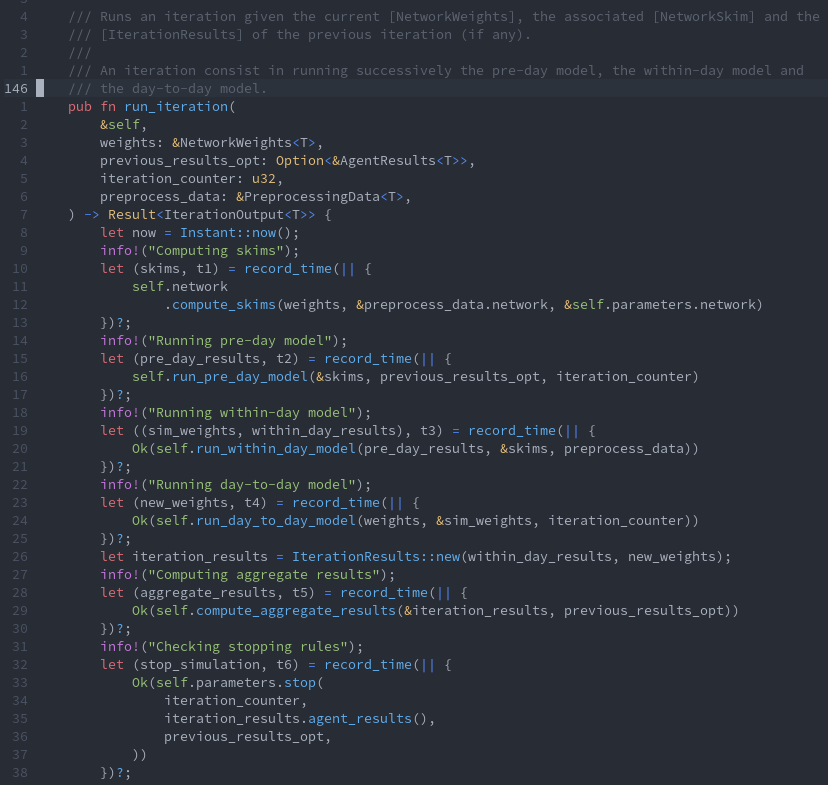 4 /// Runs an iteration given the current [NetworkWeights], the associated [NetworkSkim] and the
3 /// [IterationResults] of the previous iteration (if any).
2 ///
1 /// An iteration consist in running successively the pre-day model, the within-day model and
146 /// the day-to-day model.
1 pub fn run_iteration(
2 &self,
3 weights: &NetworkWeights<T>,
4 previous_results_opt: Option<&AgentResults<T>>,
5 iteration_counter: u32,
6 preprocess_data: &PreprocessingData<T>,
7 ) -> Result<IterationOutput<T>> {
8 let now = Instant::now();
9 info!("Computing skims");
10 let (skims, t1) = record_time(|| {
11 self.network
12 .compute_skims(weights, &preprocess_data.network, &self.parameters.network)
13 })?;
14 info!("Running pre-day model");
15 let (pre_day_results, t2) = record_time(|| {
16 self.run_pre_day_model(&skims, previous_results_opt, iteration_counter)
17 })?;
18 info!("Running within-day model");
19 let ((sim_weights, within_day_results), t3) = record_time(|| {
20 Ok(self.run_within_day_model(pre_day_results, &skims, preprocess_data))
21 })?;
22 info!("Running day-to-day model");
23 let (new_weights, t4) = record_time(|| {
24 Ok(self.run_day_to_day_model(weights, &sim_weights, iteration_counter))
25 })?;
26 let iteration_results = IterationResults::new(within_day_results, new_weights);
27 info!("Computing aggregate results");
28 let (aggregate_results, t5) = record_time(|| {
29 Ok(self.compute_aggregate_results(&iteration_results, previous_results_opt))
30 })?;
31 info!("Checking stopping rules");
32 let (stop_simulation, t6) = record_time(|| {
33 Ok(self.parameters.stop(
34 iteration_counter,
35 iteration_results.agent_results(),
36 previous_results_opt,
37 ))
38 })?;